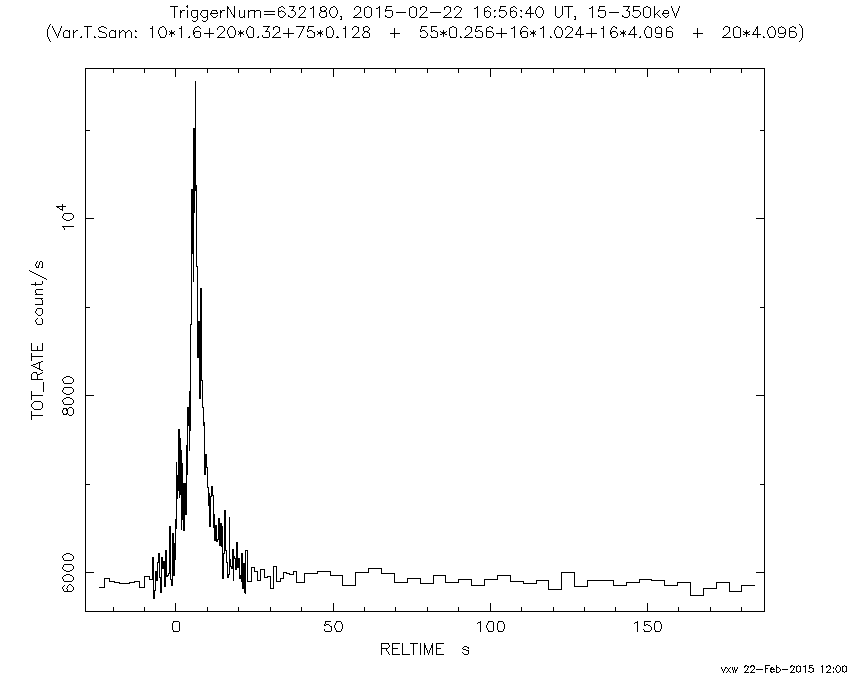 TriggerNum=632180, 2015-02-22 16:56:40 UT, 15-350keV
(Var.T.Sam: 10*1.6+20*0.32+75*0.128 + 55*0.256+16*1.024+16*4.096 + 20*4.096)
TOT_RATE count/s
10⁴
8000
6000
0 50 100 150
RELTIME s
vxw 22-Feb-2015 12:00